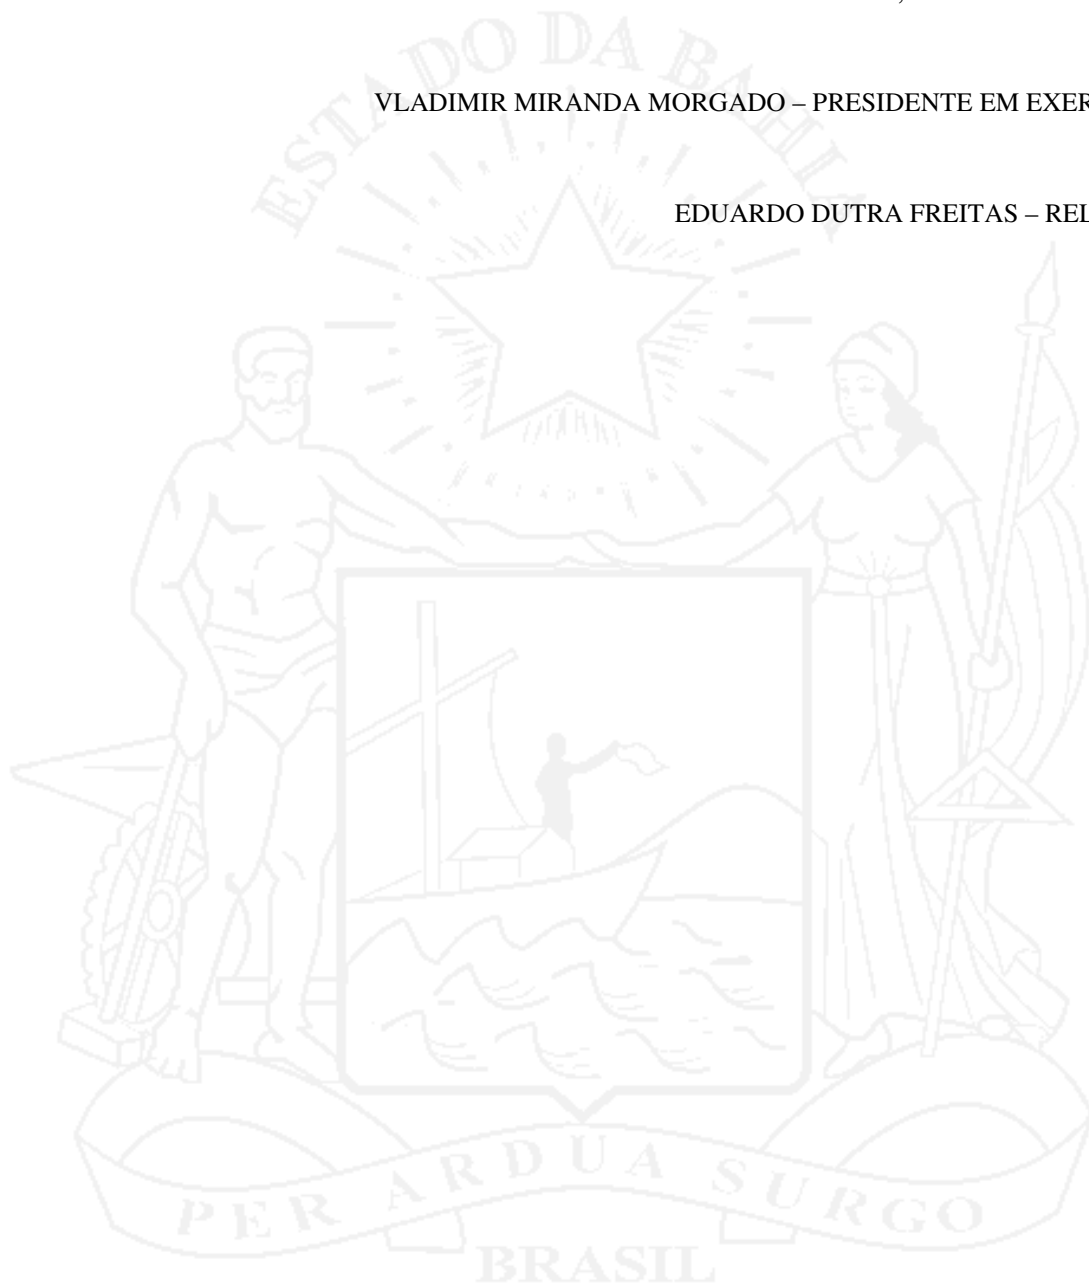 VLADIMIR MIRANDA MORGADO – PRESIDENTE EM EXER
EDUARDO DUTRA FREITAS – REL
ESTADO DA BAHIA
PER ARDUA SURGO
BRASIL